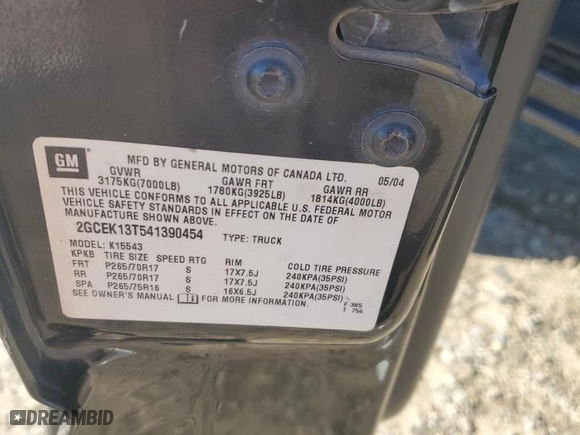 GM
MFD BY GENERAL MOTORS OF CANADA LTD. 05/04
GVWR GAWR FRT GAWR RR
3175KG(7000LB) 1780KG(3925LB) 1814KG(4000LB)
THIS VEHICLE CONFORMS TO ALL APPLICABLE U.S. FEDERAL MOTOR
VEHICLE SAFETY STANDARDS IN EFFECT ON THE DATE OF
MANUFACTURE SHOWN ABOVE.
2GCEK13T541390454 TYPE: TRUCK
MODEL: K15543
KPKB TIRE SIZE SPEED RTG RIM COLD TIRE PRESSURE
FRT P265/70R17 S 17X7.5J 240KPA(35PSI)
RR P265/70R17 S 17X7.5J 240KPA(35PSI)
SPA P265/75R16 S 16X6.5J 240KPA(35PSI)
SEE OWNER'S MANUAL FOR MORE INFORMATION.
F 385
T 756
DREAMBID